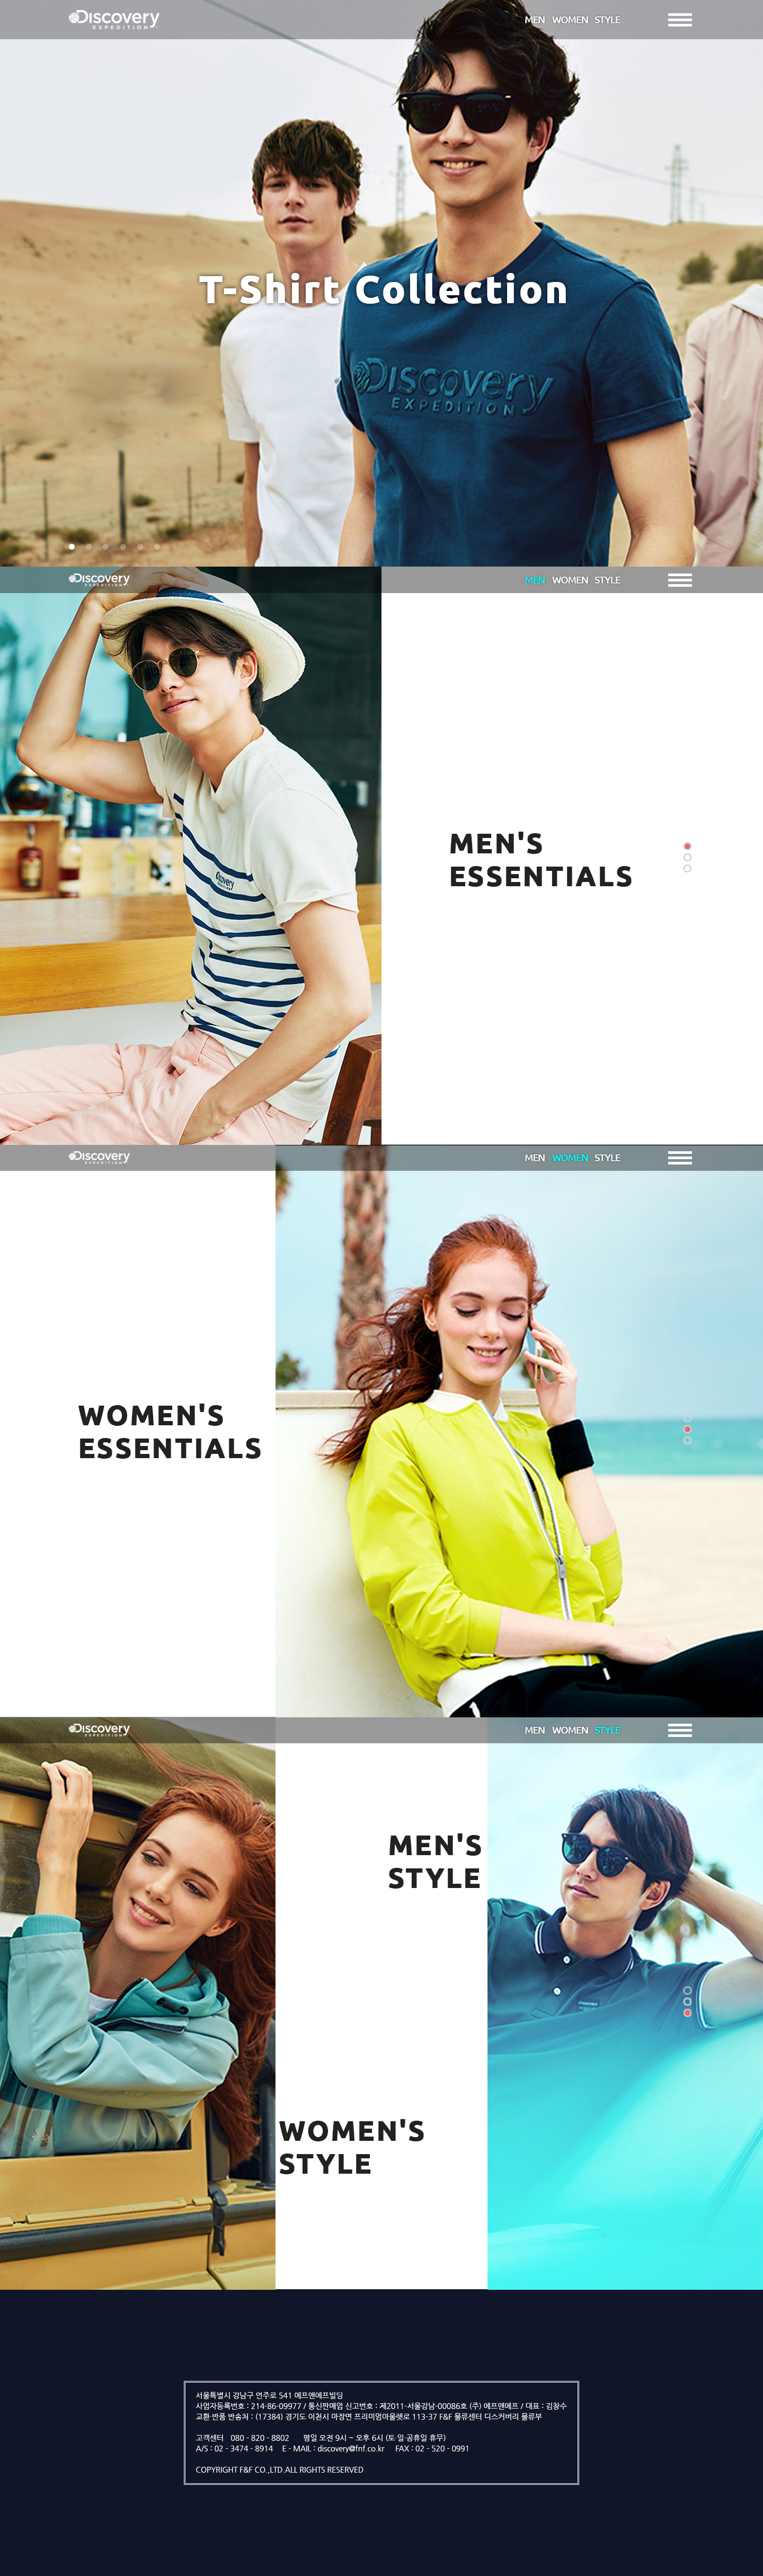 Discovery
EXPEDITION
MEN WOMEN STYLE
T-Shirt Collection
Discovery
EXPEDITION
Discovery
EXPEDITION
MEN WOMEN STYLE
Discovery
MEN'S
ESSENTIALS
Discovery
EXPEDITION
MEN WOMEN STYLE
WOMEN'S
ESSENTIALS
Discovery
EXPEDITION
MEN WOMEN STYLE
MEN'S
STYLE
WOMEN'S
STYLE
서울특별시 강남구 언주로 541 에프앤에프빌딩
사업자등록번호 : 214-86-09977 / 통신판매업 신고번호 : 제2011-서울강남-00086호 (주) 에프앤에프 / 대표 : 김창수
교환·반품 반송처 : (17384) 경기도 이천시 마장면 프리미엄아울렛로 113-37 F&F 물류센터 디스커버리 물류부
고객센터 080 - 820 - 8802 평일 오전 9시 ~ 오후 6시 (토·일·공휴일 휴무)
A/S : 02 - 3474 - 8914 E - MAIL : discovery@fnf.co.kr FAX : 02 - 520 - 0991
COPYRIGHT F&F CO.,LTD.ALL RIGHTS RESERVED